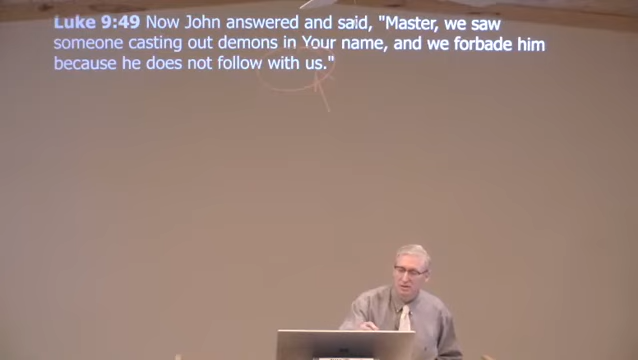 Luke 9:49 Now John answered and said, "Master, we saw
someone casting out demons in Your name, and we forbade him
because he does not follow with us."